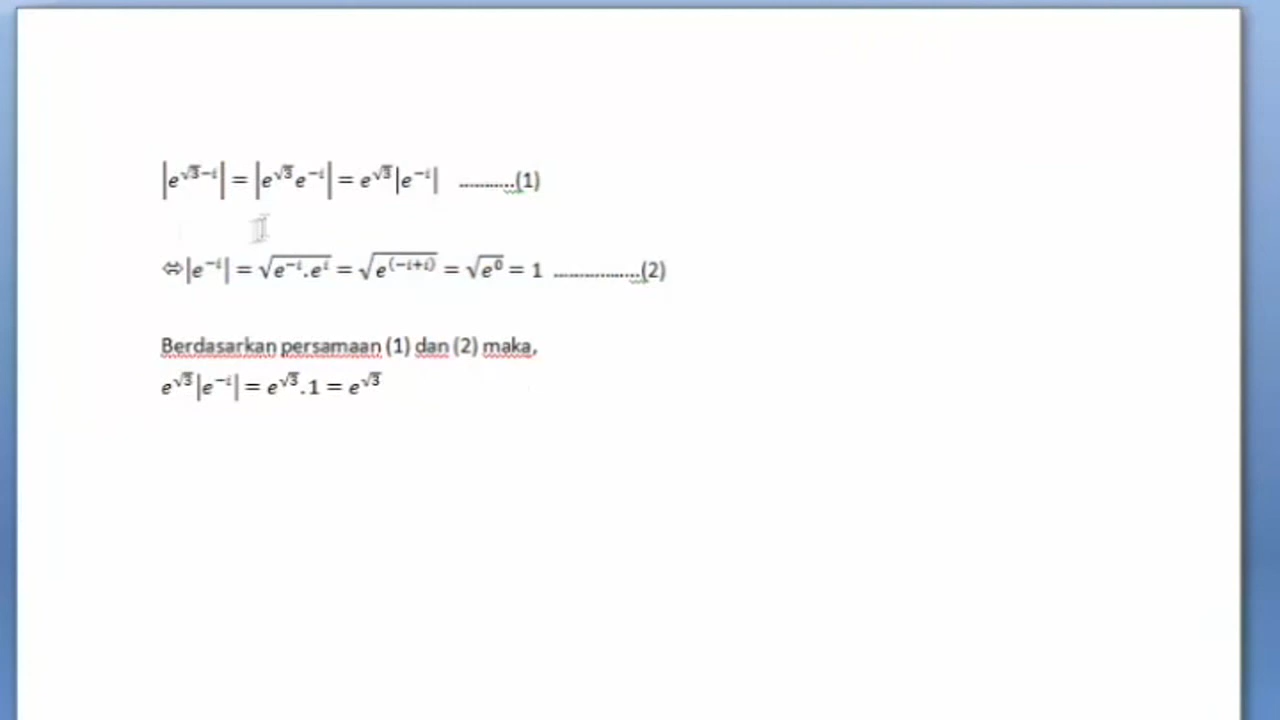 |e^{√3−i}| = |e^{√3}e^{−i}| = e^{√3}|e^{−i}| ...........(1)
⇔|e^{−i}| = √(e^{−i}.e^{i}) = √(e^{(−i+i)}) = √(e^{0}) = 1 .................(2)
Berdasarkan persamaan (1) dan (2) maka,
e^{√3}|e^{−i}| = e^{√3}.1 = e^{√3}